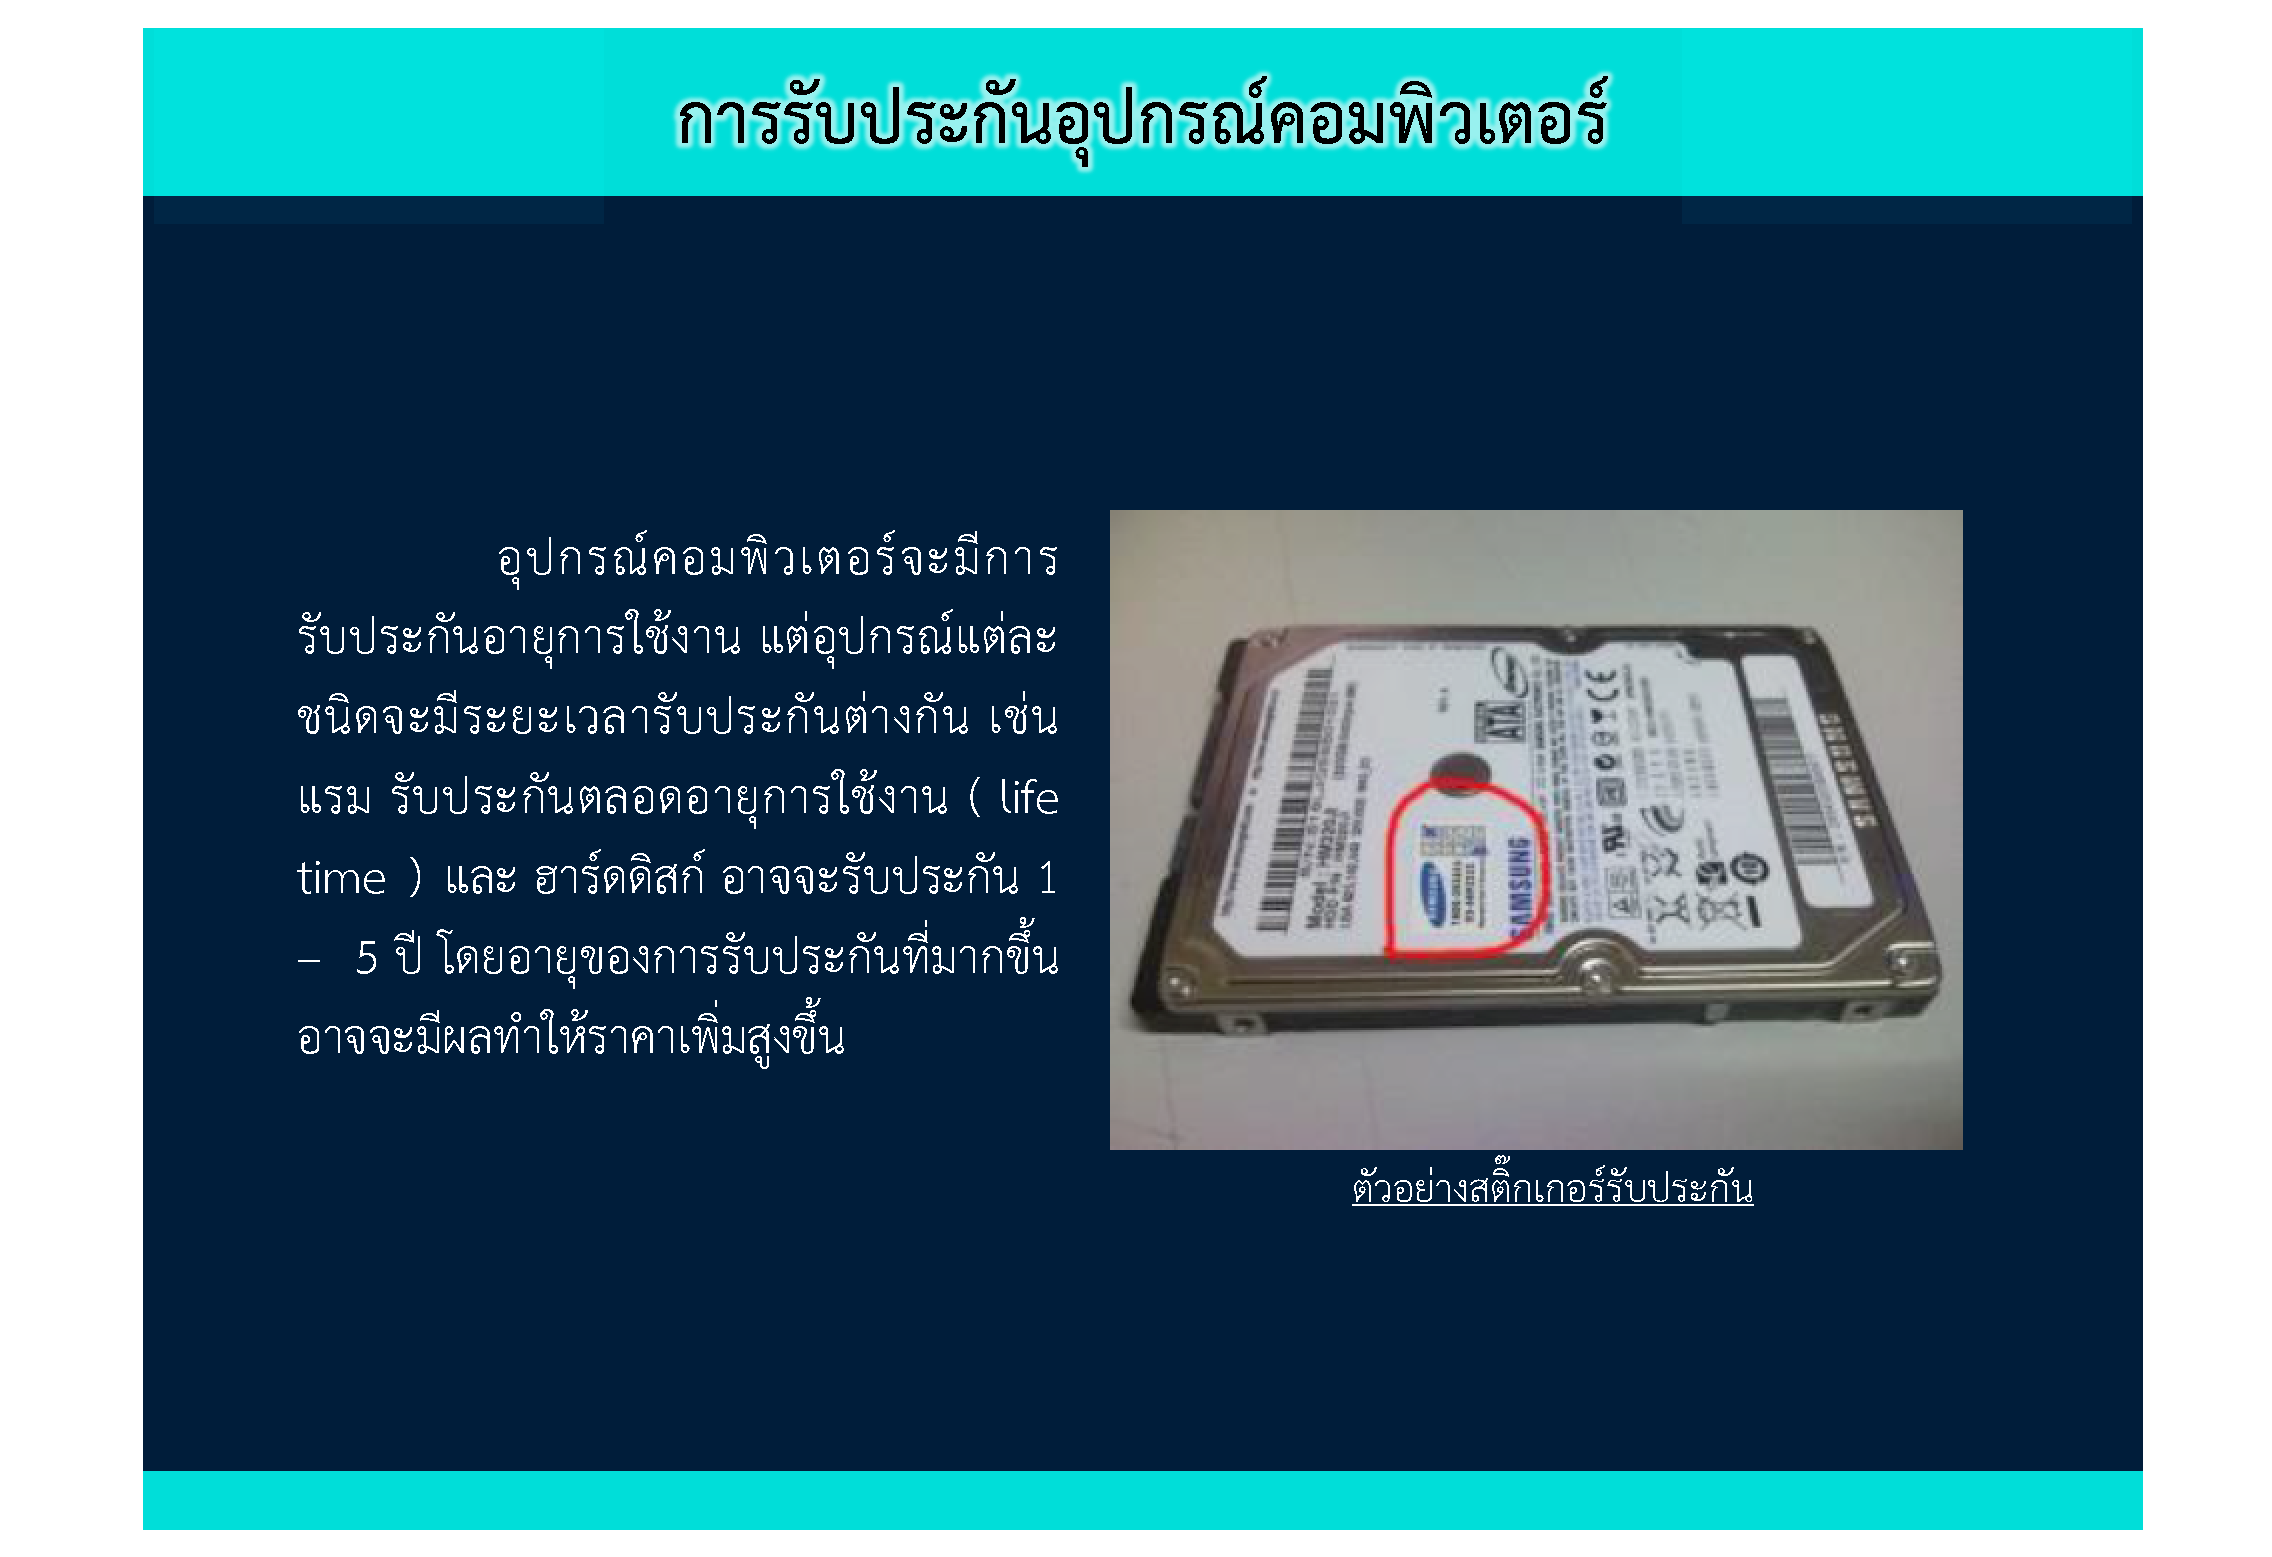 การรับประกันอุปกรณ์คอมพิวเตอร์
อุปกรณ์คอมพิวเตอร์จะมีการ
รับประกันอายุการใช้งาน แต่อุปกรณ์แต่ละ
ชนิดจะมีระยะเวลารับประกันต่างกัน เช่น
แรม รับประกันตลอดอายุการใช้งาน ( life
time ) และ ฮาร์ดดิสก์ อาจจะรับประกัน 1
– 5 ปี โดยอายุของการรับประกันที่มากขึ้น
อาจจะมีผลทำให้ราคาเพิ่มสูงขึ้น
SATA
SAMSUNG
SAMSUNG
ตัวอย่างสติ๊กเกอร์รับประกัน